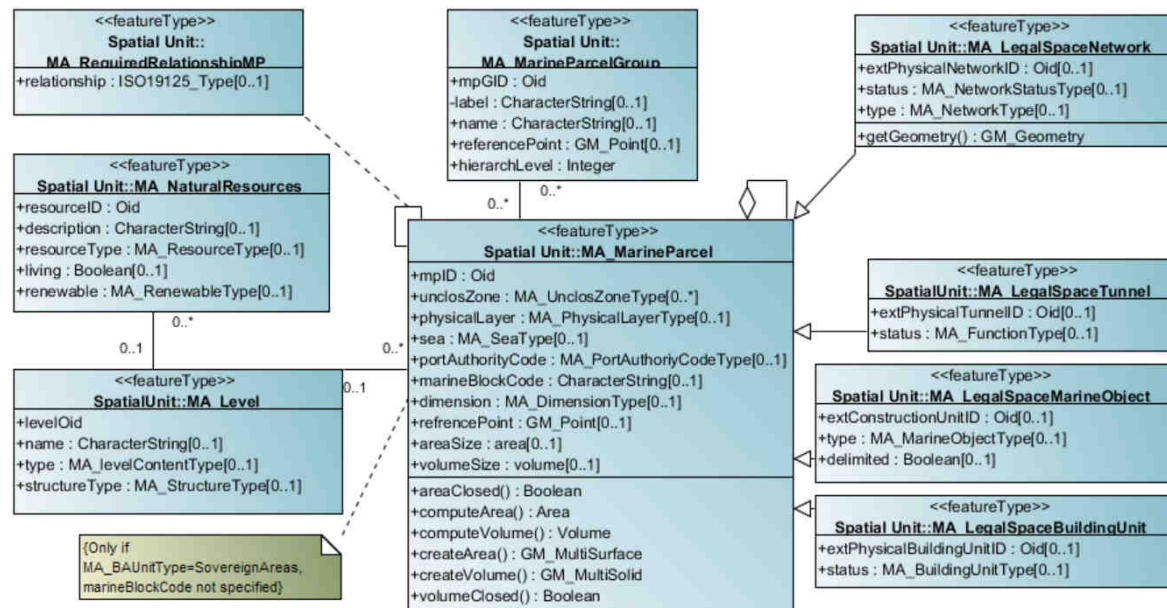 <<featureType>>
Spatial Unit::
MA_RequiredRelationshipMP
+relationship : ISO19125_Type[0..1]
<<featureType>>
Spatial Unit::
MA_MarineParcelGroup
+mpGID : Oid
-label : CharacterString[0..1]
+name : CharacterString[0..1]
+referencePoint : GM_Point[0..1]
+hierarchLevel : Integer
<<featureType>>
Spatial Unit::MA_LegalSpaceNetwork
+extPhysicalNetworkID : Oid[0..1]
+status : MA_NetworkStatusType[0..1]
+type : MA_NetworkType[0..1]
+getGeometry() : GM_Geometry
<<featureType>>
Spatial Unit::MA_NaturalResources
+resourceID : Oid
+description : CharacterString[0..1]
+resourceType : MA_ResourceType[0..1]
+living : Boolean[0..1]
+renewable : MA_RenewableType[0..1]
0..*
0..*
<<featureType>>
Spatial Unit::MA_MarineParcel
+mpID : Oid
+unclosZone : MA_UnclosZoneType[0..*]
+physicalLayer : MA_PhysicalLayerType[0..1]
+sea : MA_SeaType[0..1]
+portAuthorityCode : MA_PortAuthoriyCodeType[0..1]
+marineBlockCode : CharacterString[0..1]
+dimension : MA_DimensionType[0..1]
+refrencePoint : GM_Point[0..1]
+areaSize : area[0..1]
+volumeSize : volume[0..1]
+areaClosed() : Boolean
+computeArea() : Area
+computeVolume() : Volume
+createArea() : GM_MultiSurface
+createVolume() : GM_MultiSolid
+volumeClosed() : Boolean
<<featureType>>
SpatialUnit::MA_LegalSpaceTunnel
+extPhysicalTunnelID : Oid[0..1]
+status : MA_FunctionType[0..1]
0..*
0..1
0..*
0..1
<<featureType>>
SpatialUnit::MA_Level
+levelOid
+name : CharacterString[0..1]
+type : MA_levelContentType[0..1]
+structureType : MA_StructureType[0..1]
<<featureType>>
Spatial Unit::MA_LegalSpaceMarineObject
+extConstructionUnitID : Oid[0..1]
+type : MA_MarineObjectType[0..1]
+delimited : Boolean[0..1]
<<featureType>>
Spatial Unit::MA_LegalSpaceBuildingUnit
+extPhysicalBuildingUnitID : Oid[0..1]
+status : MA_BuildingUnitType[0..1]
{Only if
MA_BAUnitType=SovereignAreas,
marineBlockCode not specified}